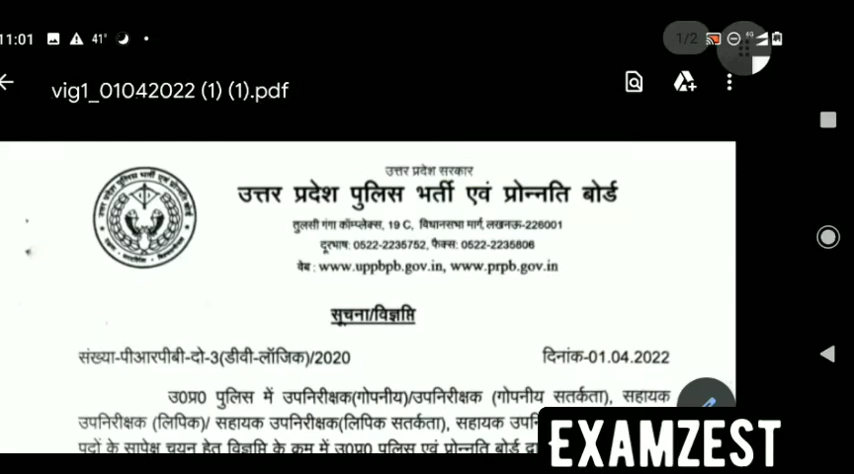 11:01
41°
1/2
4G
vig1_01042022 (1) (1).pdf
उत्तर प्रदेश सरकार
उत्तर प्रदेश पुलिस भर्ती एवं प्रोन्नति बोर्ड
तुलसी गंगा कॉम्प्लेक्स, 19 C, विधानसभा मार्ग, लखनऊ-226001
दूरभाष: 0522-2235752, फैक्स: 0522-2235806
वेब : www.uppbpb.gov.in, www.prpb.gov.in
सूचना/विज्ञप्ति
संख्या-पीआरपीबी-दो-3(डीवी-लॉजिक)/2020 दिनांक-01.04.2022
उ0प्र0 पुलिस में उपनिरीक्षक(गोपनीय)/उपनिरीक्षक (गोपनीय सतर्कता), सहायक
उपनिरीक्षक (लिपिक)/ सहायक उपनिरीक्षक(लिपिक सतर्कता), सहायक
पदों के सापेक्ष चयन हेतु विज्ञप्ति के क्रम में उ0प्र0 पुलिस एवं प्रोन्नति बोर्ड
EXAMZEST